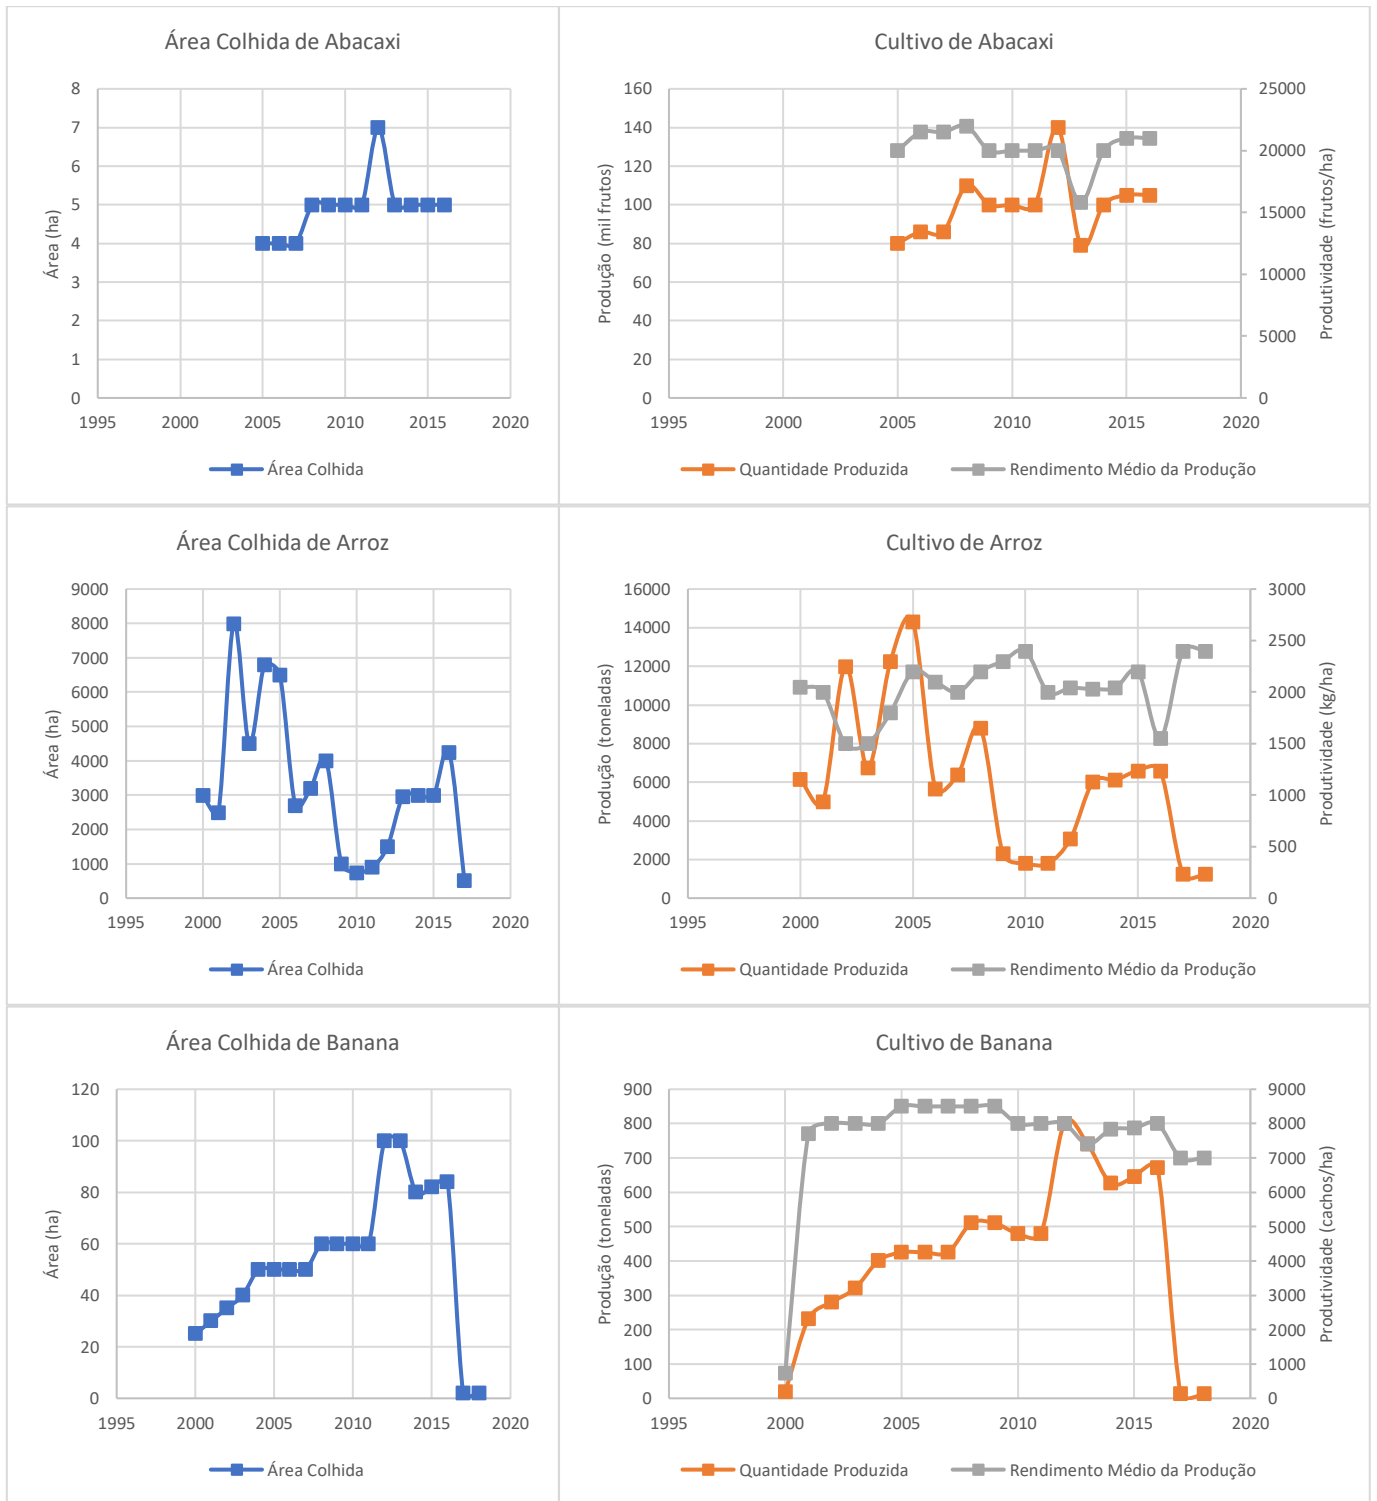 Área Colhida de Abacaxi
8
7
6
5
4
3
2
1
0
Área (ha)
1995 2000 2005 2010 2015 2020
Área Colhida
Cultivo de Abacaxi
160
140
120
100
80
60
40
20
0
Produção (mil frutos)
25000
20000
15000
10000
5000
0
Produtividade (frutos/ha)
1995 2000 2005 2010 2015 2020
Quantidade Produzida Rendimento Médio da Produção
Área Colhida de Arroz
9000
8000
7000
6000
5000
4000
3000
2000
1000
0
Área (ha)
1995 2000 2005 2010 2015 2020
Área Colhida
Cultivo de Arroz
16000
14000
12000
10000
8000
6000
4000
2000
0
Produção (toneladas)
3000
2500
2000
1500
1000
500
0
Produtividade (kg/ha)
1995 2000 2005 2010 2015 2020
Quantidade Produzida Rendimento Médio da Produção
Área Colhida de Banana
120
100
80
60
40
20
0
Área (ha)
1995 2000 2005 2010 2015 2020
Área Colhida
Cultivo de Banana
900
800
700
600
500
400
300
200
100
0
Produção (toneladas)
9000
8000
7000
6000
5000
4000
3000
2000
1000
0
Produtividade (cachos/ha)
1995 2000 2005 2010 2015 2020
Quantidade Produzida Rendimento Médio da Produção